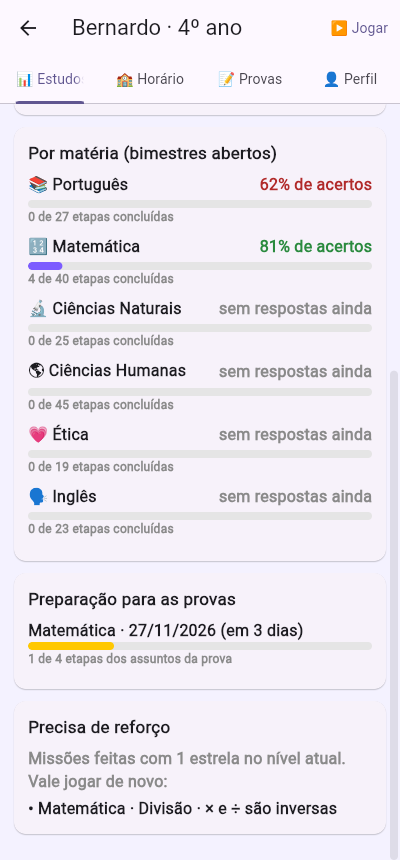 Bernardo · 4º ano
Jogar
Estudo
Horário
Provas
Perfil
Por matéria (bimestres abertos)
Português 62% de acertos
0 de 27 etapas concluídas
Matemática 81% de acertos
4 de 40 etapas concluídas
Ciências Naturais sem respostas ainda
0 de 25 etapas concluídas
Ciências Humanas sem respostas ainda
0 de 45 etapas concluídas
Ética sem respostas ainda
0 de 19 etapas concluídas
Inglês sem respostas ainda
0 de 23 etapas concluídas
Preparação para as provas
Matemática · 27/11/2026 (em 3 dias)
1 de 4 etapas dos assuntos da prova
Precisa de reforço
Missões feitas com 1 estrela no nível atual.
Vale jogar de novo:
• Matemática · Divisão · × e ÷ são inversas